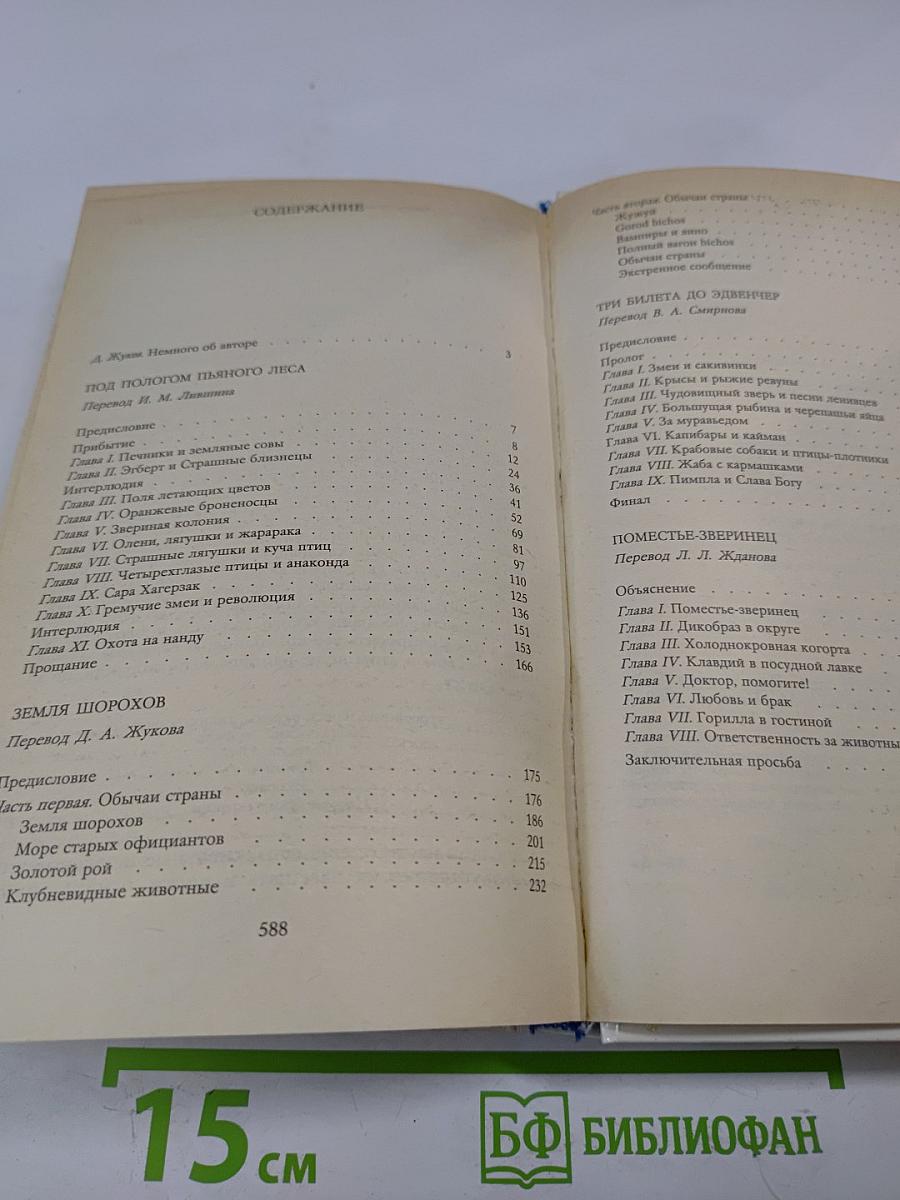 СОДЕРЖАНИЕ
Д. Жуков. Немного об авторе 3
ПОД ПОЛОГОМ ПЬЯНОГО ЛЕСА
Перевод И. М. Лившина
Предисловие 7
Прибытие 8
Глава I. Печники и земляные совы 12
Глава II. Эгберт и Страшные близнецы 24
Интерлюдия 36
Глава III. Поля летающих цветов 41
Глава IV. Оранжевые броненосцы 52
Глава V. Звериная колония 69
Глава VI. Олени, лягушки и жарарака 81
Глава VII. Страшные лягушки и куча птиц 97
Глава VIII. Четырехглазые птицы и анаконда 110
Глава IX. Сара Хагерзак 125
Глава X. Гремучие змеи и революция 136
Интерлюдия 151
Глава XI. Охота на нанду 153
Прощание 166
ЗЕМЛЯ ШОРОХОВ
Перевод Д. А. Жукова
Предисловие 175
Часть первая. Обычаи страны 176
Земля шорохов 186
Море старых официантов 201
Золотой рой 215
Клубневидные животные 232
588
Часть вторая. Обычаи страны
Жужуй
Gorod bichos
Вампиры и вино
Полный вагон bichos
Обычаи страны
Экстренное сообщение
ТРИ БИЛЕТА ДО ЭДВЕНЧЕР
Перевод В. А. Смирнова
Предисловие
Пролог
Глава I. Змеи и сакивинки
Глава II. Крысы и рыжие ревуны
Глава III. Чудовищный зверь и песни ленивцев
Глава IV. Большущая рыбина и черепашьи яйца
Глава V. За муравьедом
Глава VI. Капибары и кайман
Глава VII. Крабовые собаки и птицы-плотники
Глава VIII. Жаба с кармашками
Глава IX. Пимпла и Слава Богу
Финал
ПОМЕСТЬЕ-ЗВЕРИНЕЦ
Перевод Л. Л. Жданова
Объяснение
Глава I. Поместье-зверинец
Глава II. Дикобраз в округе
Глава III. Холоднокровная когорта
Глава IV. Клавдий в посудной лавке
Глава V. Доктор, помогите!
Глава VI. Любовь и брак
Глава VII. Горилла в гостиной
Глава VIII. Ответственность за животны
Заключительная просьба
15 см
БФ БИБЛИОФАН